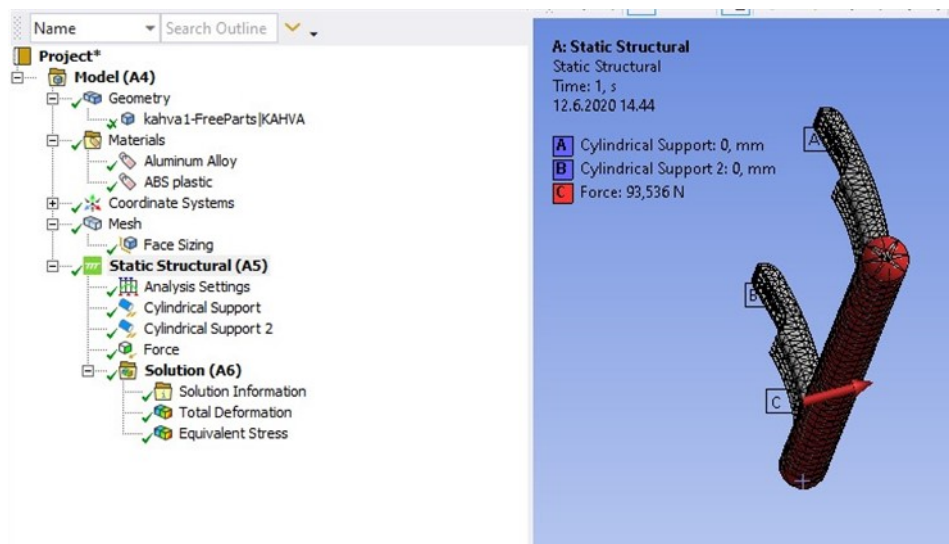 Name
Search Outline
Project*
Model (A4)
Geometry
kahva1-FreeParts|KAHVA
Materials
Aluminum Alloy
ABS plastic
Coordinate Systems
Mesh
Face Sizing
Static Structural (A5)
Analysis Settings
Cylindrical Support
Cylindrical Support 2
Force
Solution (A6)
Solution Information
Total Deformation
Equivalent Stress
A: Static Structural
Static Structural
Time: 1, s
12.6.2020 14.44
A Cylindrical Support: 0, mm
B Cylindrical Support 2: 0, mm
C Force: 93,536 N
A
B
C